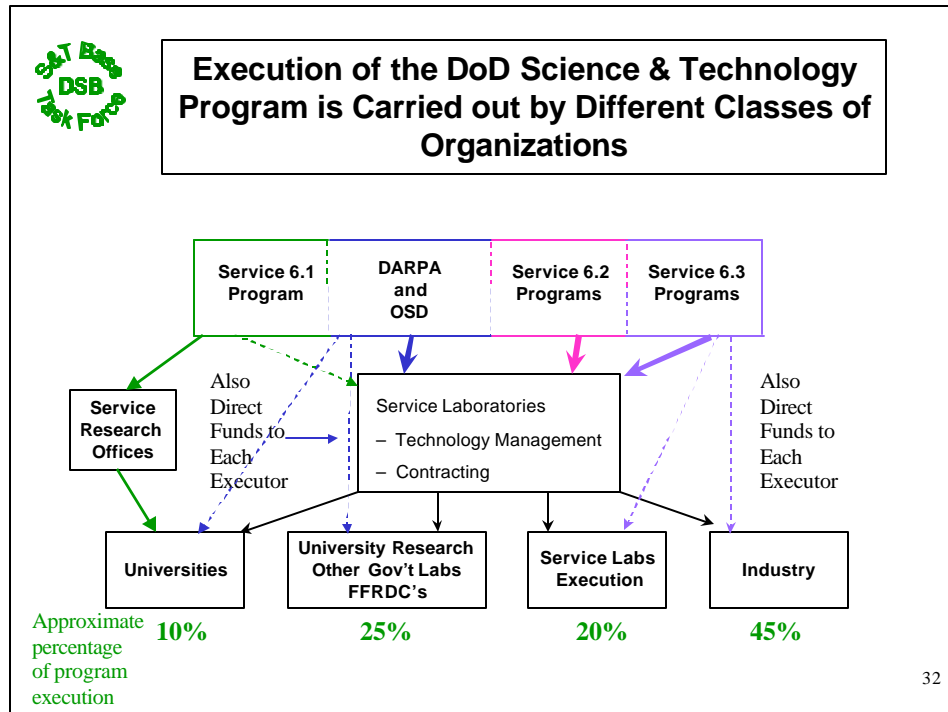 S&T Base
DSB
Task Force
Execution of the DoD Science & Technology
Program is Carried out by Different Classes of
Organizations
Service 6.1
Program
DARPA
and
OSD
Service 6.2
Programs
Service 6.3
Programs
Service
Research
Offices
Also
Direct
Funds to
Each
Executor
Service Laboratories
– Technology Management
– Contracting
Also
Direct
Funds to
Each
Executor
Universities
University Research
Other Gov't Labs
FFRDC's
Service Labs
Execution
Industry
Approximate
percentage
of program
execution
10%
25%
20%
45%
32